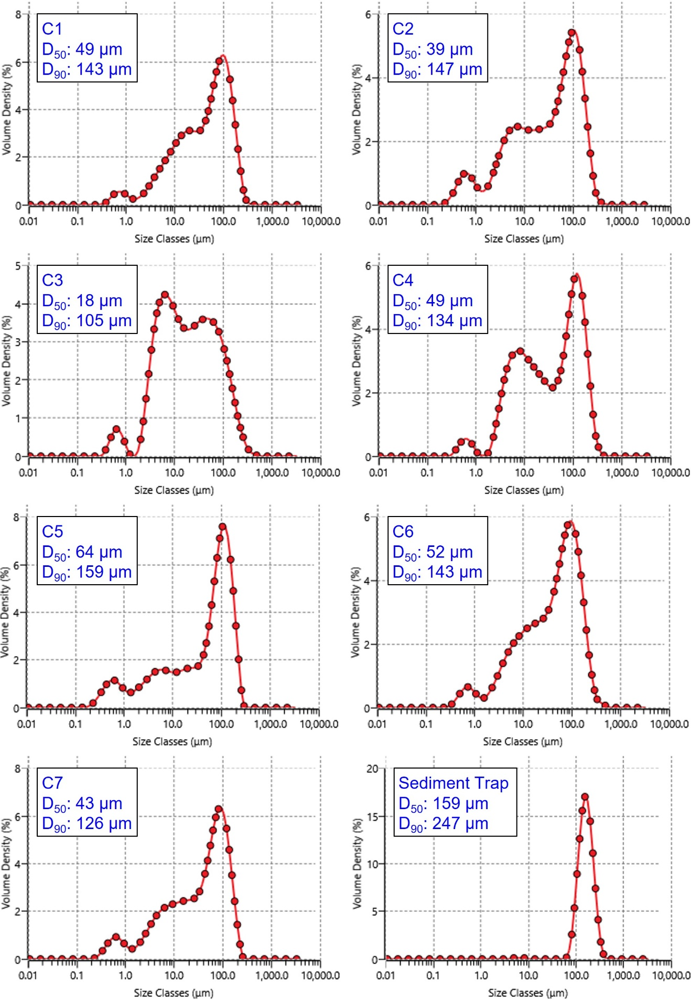 C1
D50: 49 µm
D90: 143 µm
Volume Density (%)
8
6
4
2
0
0.01 0.1 1.0 10.0 100.0 1,000.0 10,000.0
Size Classes (µm)
C2
D50: 39 µm
D90: 147 µm
Volume Density (%)
6
4
2
0
0.01 0.1 1.0 10.0 100.0 1,000.0 10,000.0
Size Classes (µm)
C3
D50: 18 µm
D90: 105 µm
Volume Density (%)
5
4
3
2
1
0
0.01 0.1 1.0 10.0 100.0 1,000.0 10,000.0
Size Classes (µm)
C4
D50: 49 µm
D90: 134 µm
Volume Density (%)
6
4
2
0
0.01 0.1 1.0 10.0 100.0 1,000.0 10,000.0
Size Classes (µm)
C5
D50: 64 µm
D90: 159 µm
Volume Density (%)
8
6
4
2
0
0.01 0.1 1.0 10.0 100.0 1,000.0 10,000.0
Size Classes (µm)
C6
D50: 52 µm
D90: 143 µm
Volume Density (%)
6
4
2
0
0.01 0.1 1.0 10.0 100.0 1,000.0 10,000.0
Size Classes (µm)
C7
D50: 43 µm
D90: 126 µm
Volume Density (%)
8
6
4
2
0
0.01 0.1 1.0 10.0 100.0 1,000.0 10,000.0
Size Classes (µm)
Sediment Trap
D50: 159 µm
D90: 247 µm
Volume Density (%)
20
15
10
5
0
0.01 0.1 1.0 10.0 100.0 1,000.0 10,000.0
Size Classes (µm)